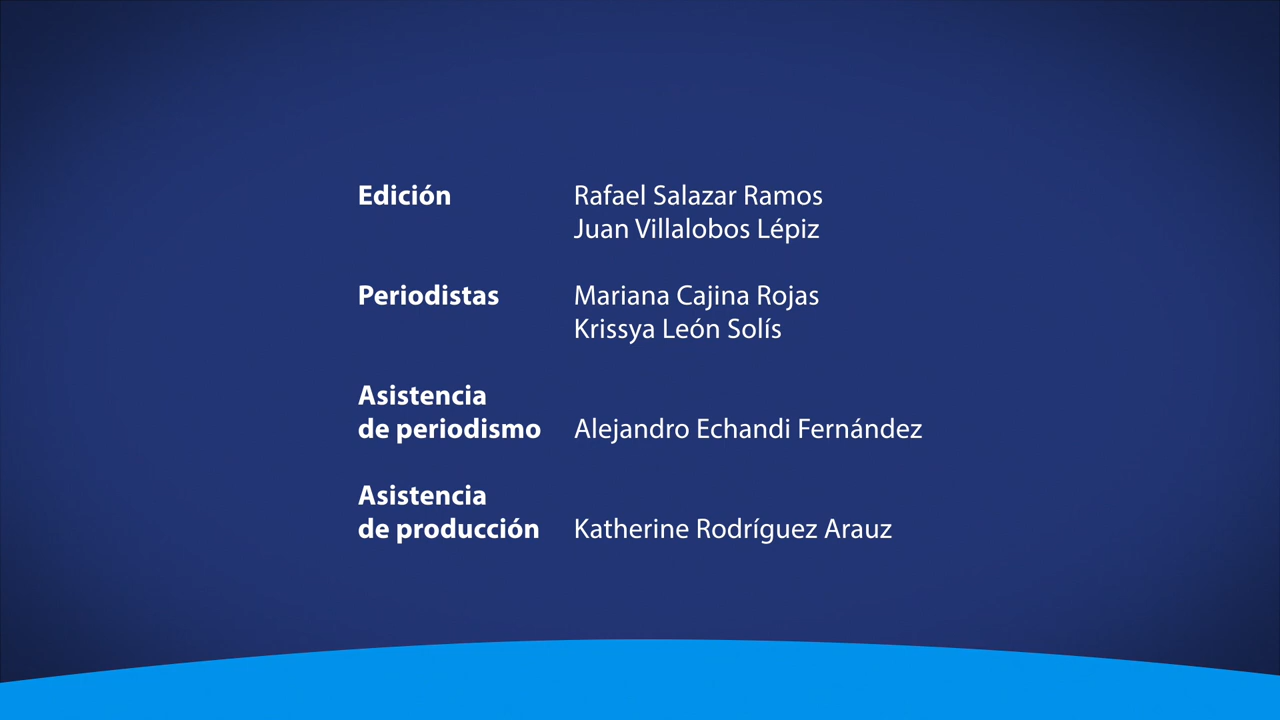 Edición Rafael Salazar Ramos
Juan Villalobos Lépiz
Periodistas Mariana Cajina Rojas
Krissya León Solís
Asistencia
de periodismo Alejandro Echandi Fernández
Asistencia
de producción Katherine Rodríguez Arauz